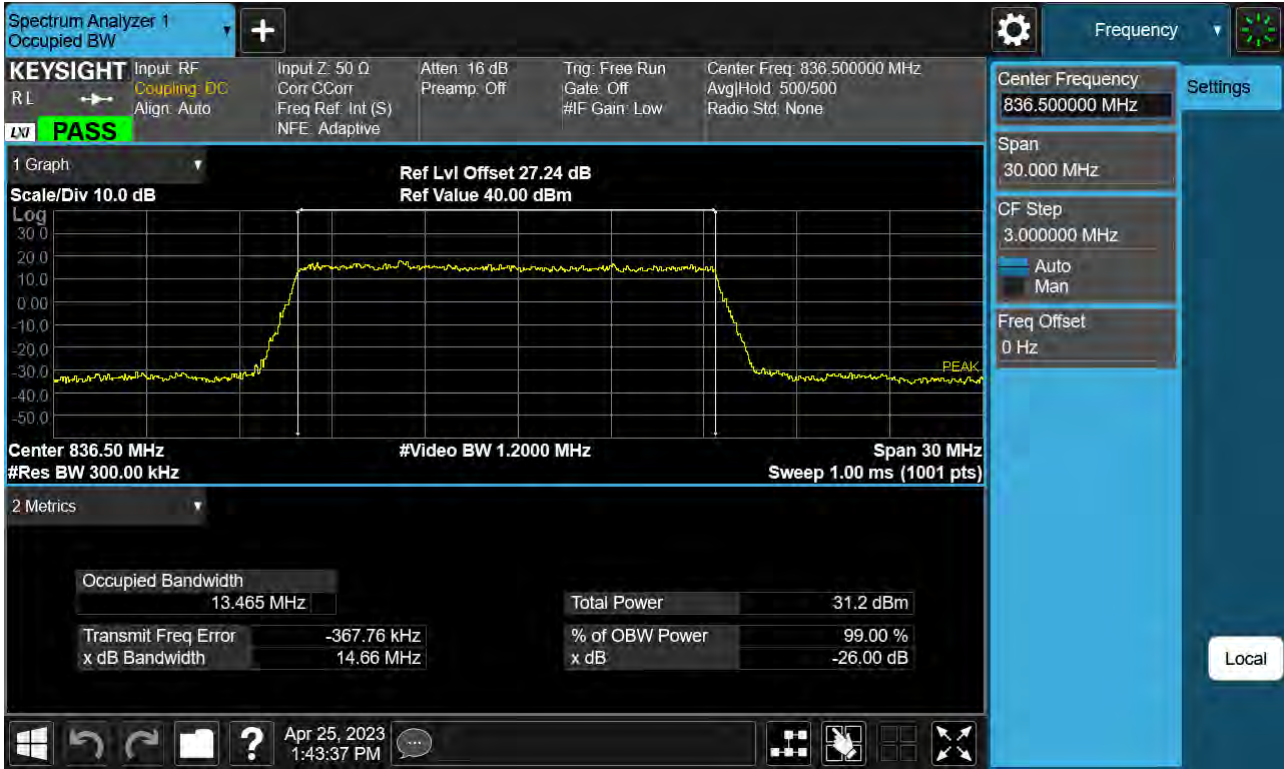 Spectrum Analyzer 1
Occupied BW
+
Frequency
KEYSIGHT
R L
LXI
PASS
Input: RF
Coupling: DC
Align: Auto
Input Z: 50 Ω
Corr CCorr
Freq Ref: Int (S)
NFE: Adaptive
Atten: 16 dB
Preamp: Off
Trig: Free Run
Gate: Off
#IF Gain: Low
Center Freq: 836.500000 MHz
Avg|Hold: 500/500
Radio Std: None
Center Frequency
836.500000 MHz
Settings
Span
30.000 MHz
CF Step
3.000000 MHz
Auto
Man
Freq Offset
0 Hz
1 Graph
Scale/Div 10.0 dB
Ref Lvl Offset 27.24 dB
Ref Value 40.00 dBm
Log
30.0
20.0
10.0
0.00
-10.0
-20.0
-30.0
-40.0
-50.0
PEAK
Center 836.50 MHz
#Video BW 1.2000 MHz
Span 30 MHz
#Res BW 300.00 kHz
Sweep 1.00 ms (1001 pts)
2 Metrics
Occupied Bandwidth
13.465 MHz
Total Power 31.2 dBm
Transmit Freq Error -367.76 kHz
% of OBW Power 99.00 %
x dB Bandwidth 14.66 MHz
x dB -26.00 dB
Local
?
Apr 25, 2023
1:43:37 PM